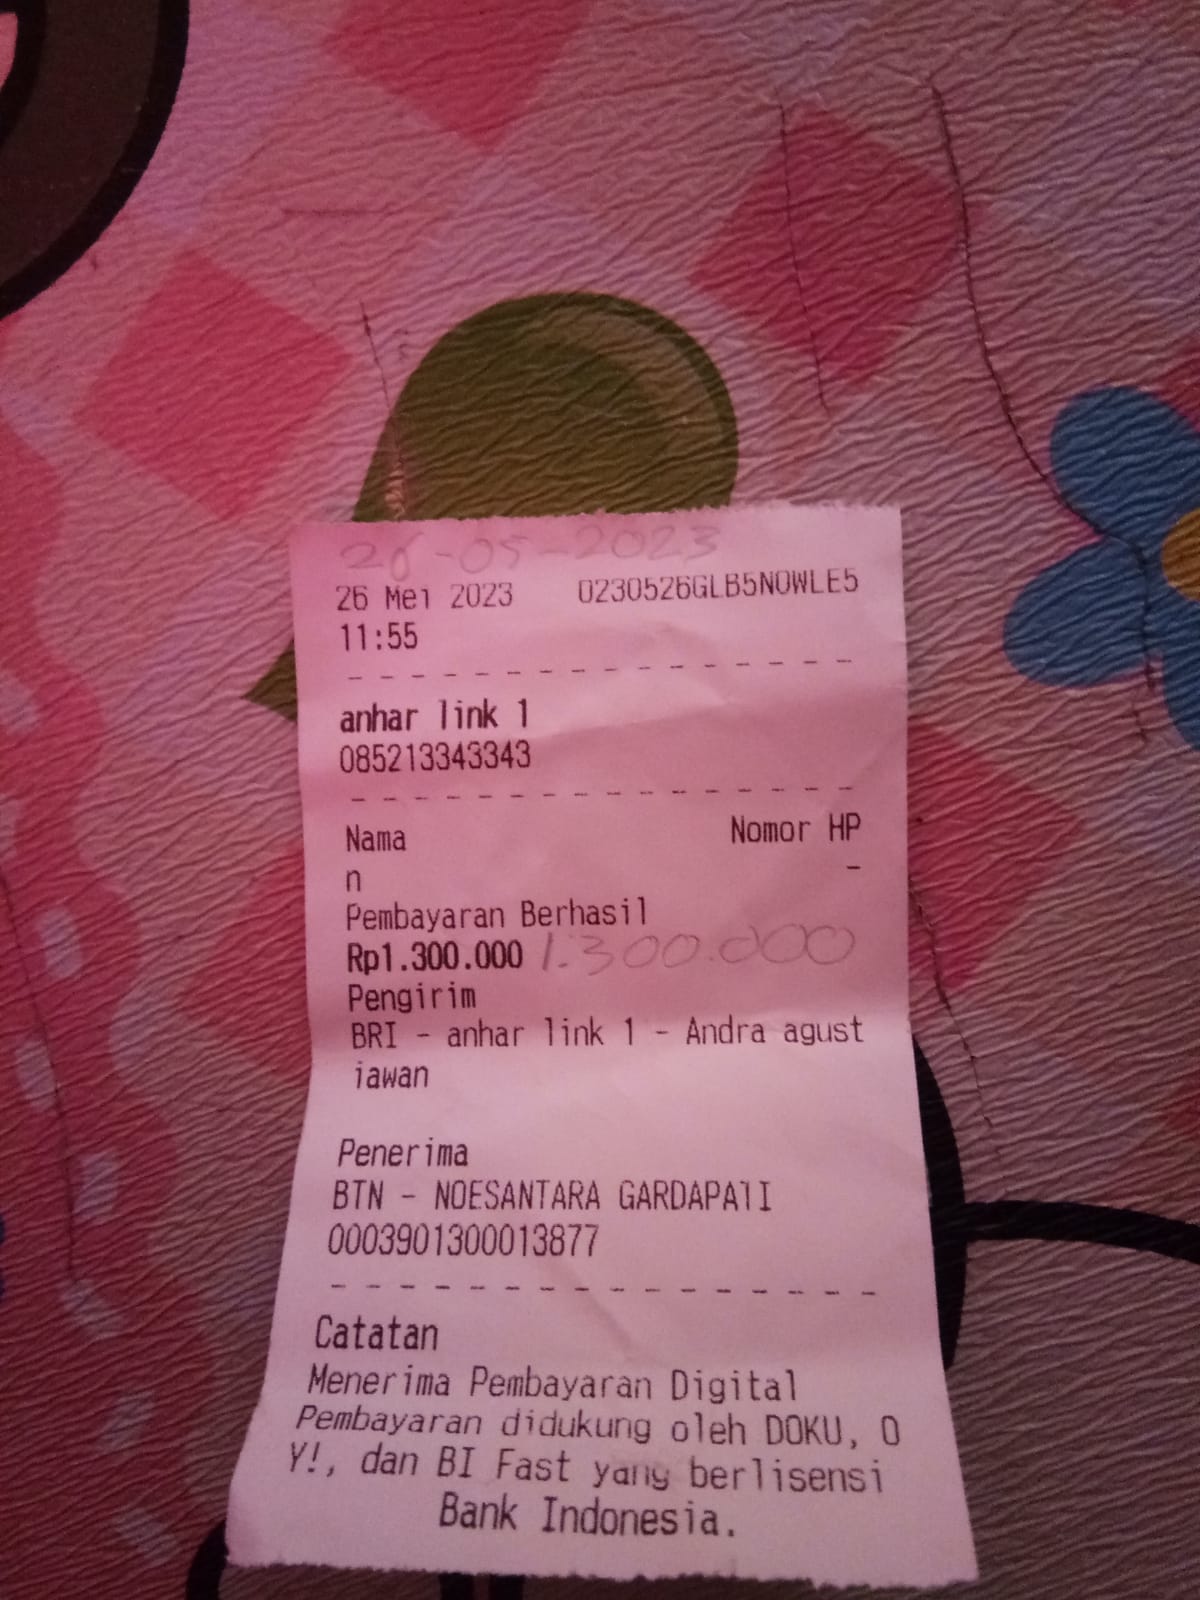 26-05-2023
26 Mei 2023 0230526GLB5NOWLE5
11:55
anhar link 1
085213343343
Nama Nomor HP
n -
Pembayaran Berhasil
Rp1.300.000 1.300.000
Pengirim
BRI - anhar link 1 - Andra agust
iawan
Penerima
BTN - NOESANTARA GARDAPATI
0003901300013877
Catatan
Menerima Pembayaran Digital
Pembayaran didukung oleh DOKU, O
Y!, dan BI Fast yang berlisensi
Bank Indonesia.